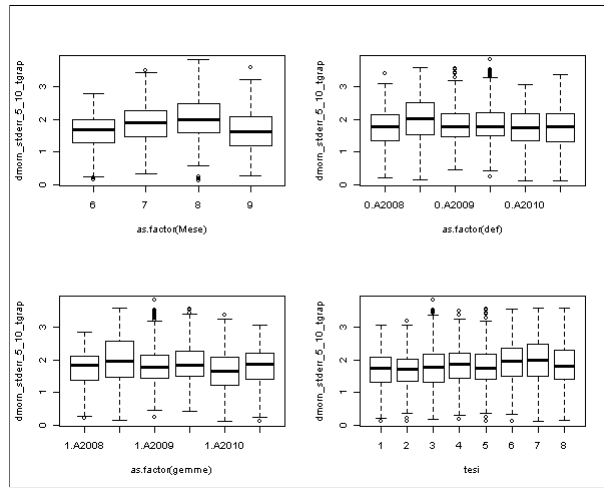 dmorn_stderr_5_10_tgrap
3
2
1
0
6 7 8 9
as.factor(Mese)
dmorn_stderr_5_10_tgrap
3
2
1
0
0.A2008 0.A2009 0.A2010
as.factor(def)
dmorn_stderr_5_10_tgrap
3
2
1
0
1.A2008 1.A2009 1.A2010
as.factor(gemme)
dmorn_stderr_5_10_tgrap
3
2
1
0
1 2 3 4 5 6 7 8
tesi